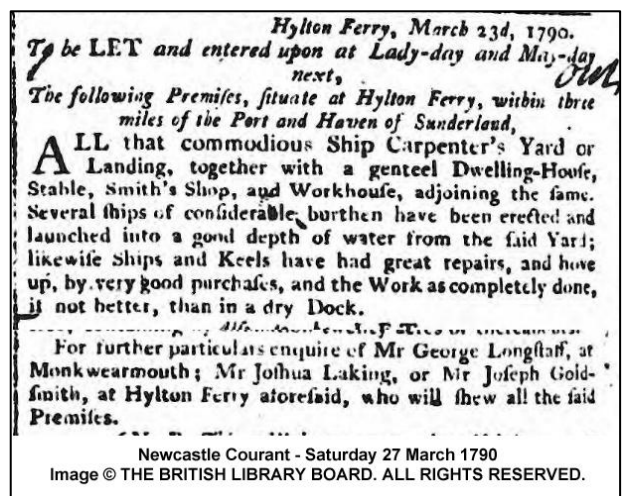 Hylton Ferry, March 23d, 1790.
To be LET and entered upon at Lady-day and May-day
next,
The following Premiſes, ſituate at Hylton Ferry, within three
miles of the Port and Haven of Sunderland,
ALL that commodious Ship Carpenter's Yard or
Landing, together with a genteel Dwelling-Houſe,
Stable, Smith's Shop, and Workhouſe, adjoining the ſame.
Several ſhips of conſiderable burthen have been erected and
launched into a good depth of water from the ſaid Yard;
likewiſe Ships and Keels have had great repairs, and hove
up, by very good purchaſes, and the Work as completely done,
if not better, than in a dry Dock.
For further particulars enquire of Mr George Longſtaff, at
Monkwearmouth; Mr Joſhua Laking, or Mr Joſeph Gold-
ſmith, at Hylton Ferry aforeſaid, who will ſhew all the ſaid
Premiſes.
Newcastle Courant - Saturday 27 March 1790
Image © THE BRITISH LIBRARY BOARD. ALL RIGHTS RESERVED.